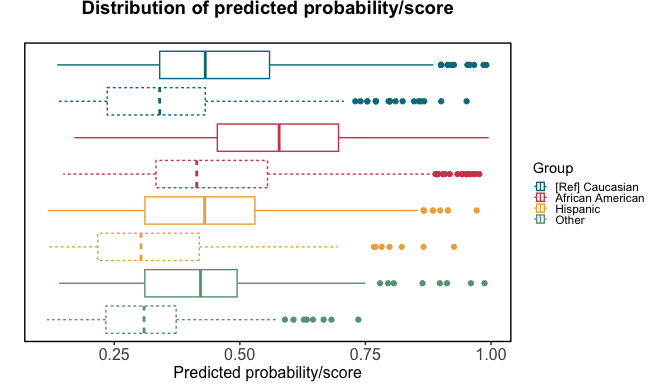 Distribution of predicted probability/score
Group
[Ref] Caucasian
African American
Hispanic
Other
0.25 0.50 0.75 1.00
Predicted probability/score